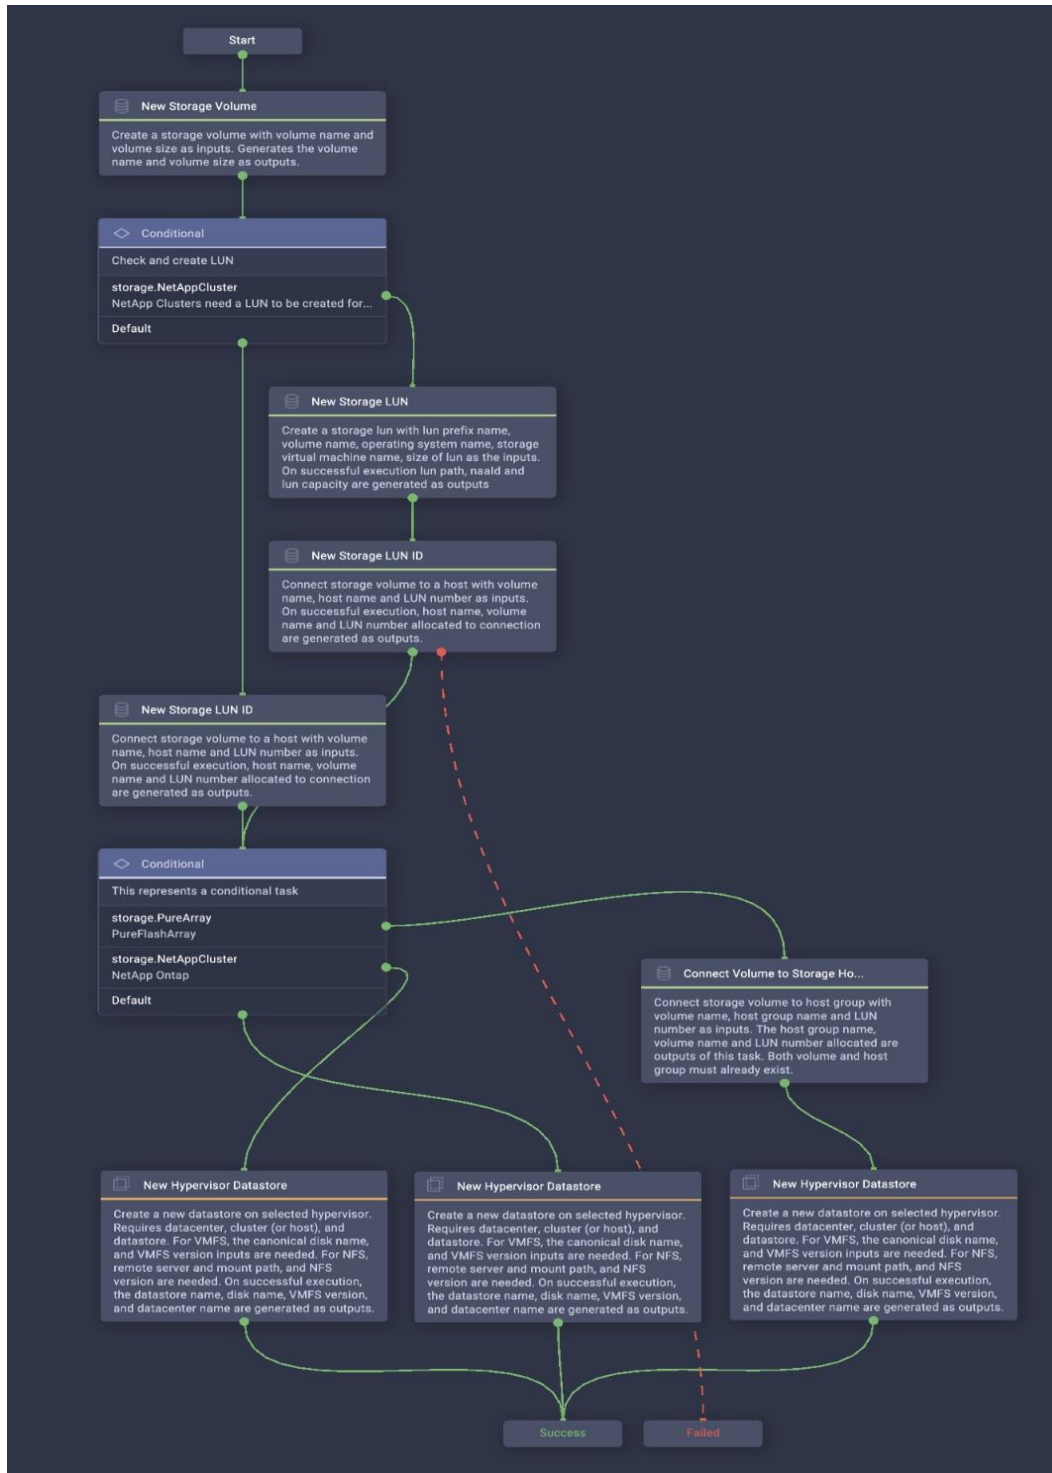 Start
New Storage Volume
Create a storage volume with volume name and
volume size as inputs. Generates the volume
name and volume size as outputs.
Conditional
Check and create LUN
storage.NetAppCluster
NetApp Clusters need a LUN to be created for...
Default
New Storage LUN
Create a storage lun with lun prefix name,
volume name, operating system name, storage
virtual machine name, size of lun as the inputs.
On successful execution lun path, naaId and
lun capacity are generated as outputs
New Storage LUN ID
Connect storage volume to a host with volume
name, host name and LUN number as inputs.
On successful execution, host name, volume
name and LUN number allocated to connection
are generated as outputs.
New Storage LUN ID
Connect storage volume to a host with volume
name, host name and LUN number as inputs.
On successful execution, host name, volume
name and LUN number allocated to connection
are generated as outputs.
Conditional
This represents a conditional task
storage.PureArray
PureFlashArray
storage.NetAppCluster
NetApp Ontap
Default
Connect Volume to Storage Ho...
Connect storage volume to host group with
volume name, host group name and LUN
number as inputs. The host group name,
volume name and LUN number allocated are
outputs of this task. Both volume and host
group must already exist.
New Hypervisor Datastore
Create a new datastore on selected hypervisor.
Requires datacenter, cluster (or host), and
datastore. For VMFS, the canonical disk name,
and VMFS version inputs are needed. For NFS,
remote server and mount path, and NFS
version are needed. On successful execution,
the datastore name, disk name, VMFS version,
and datacenter name are generated as outputs.
New Hypervisor Datastore
Create a new datastore on selected hypervisor.
Requires datacenter, cluster (or host), and
datastore. For VMFS, the canonical disk name,
and VMFS version inputs are needed. For NFS,
remote server and mount path, and NFS
version are needed. On successful execution,
the datastore name, disk name, VMFS version,
and datacenter name are generated as outputs.
New Hypervisor Datastore
Create a new datastore on selected hypervisor.
Requires datacenter, cluster (or host), and
datastore. For VMFS, the canonical disk name,
and VMFS version inputs are needed. For NFS,
remote server and mount path, and NFS
version are needed. On successful execution,
the datastore name, disk name, VMFS version,
and datacenter name are generated as outputs.
Success
Failed